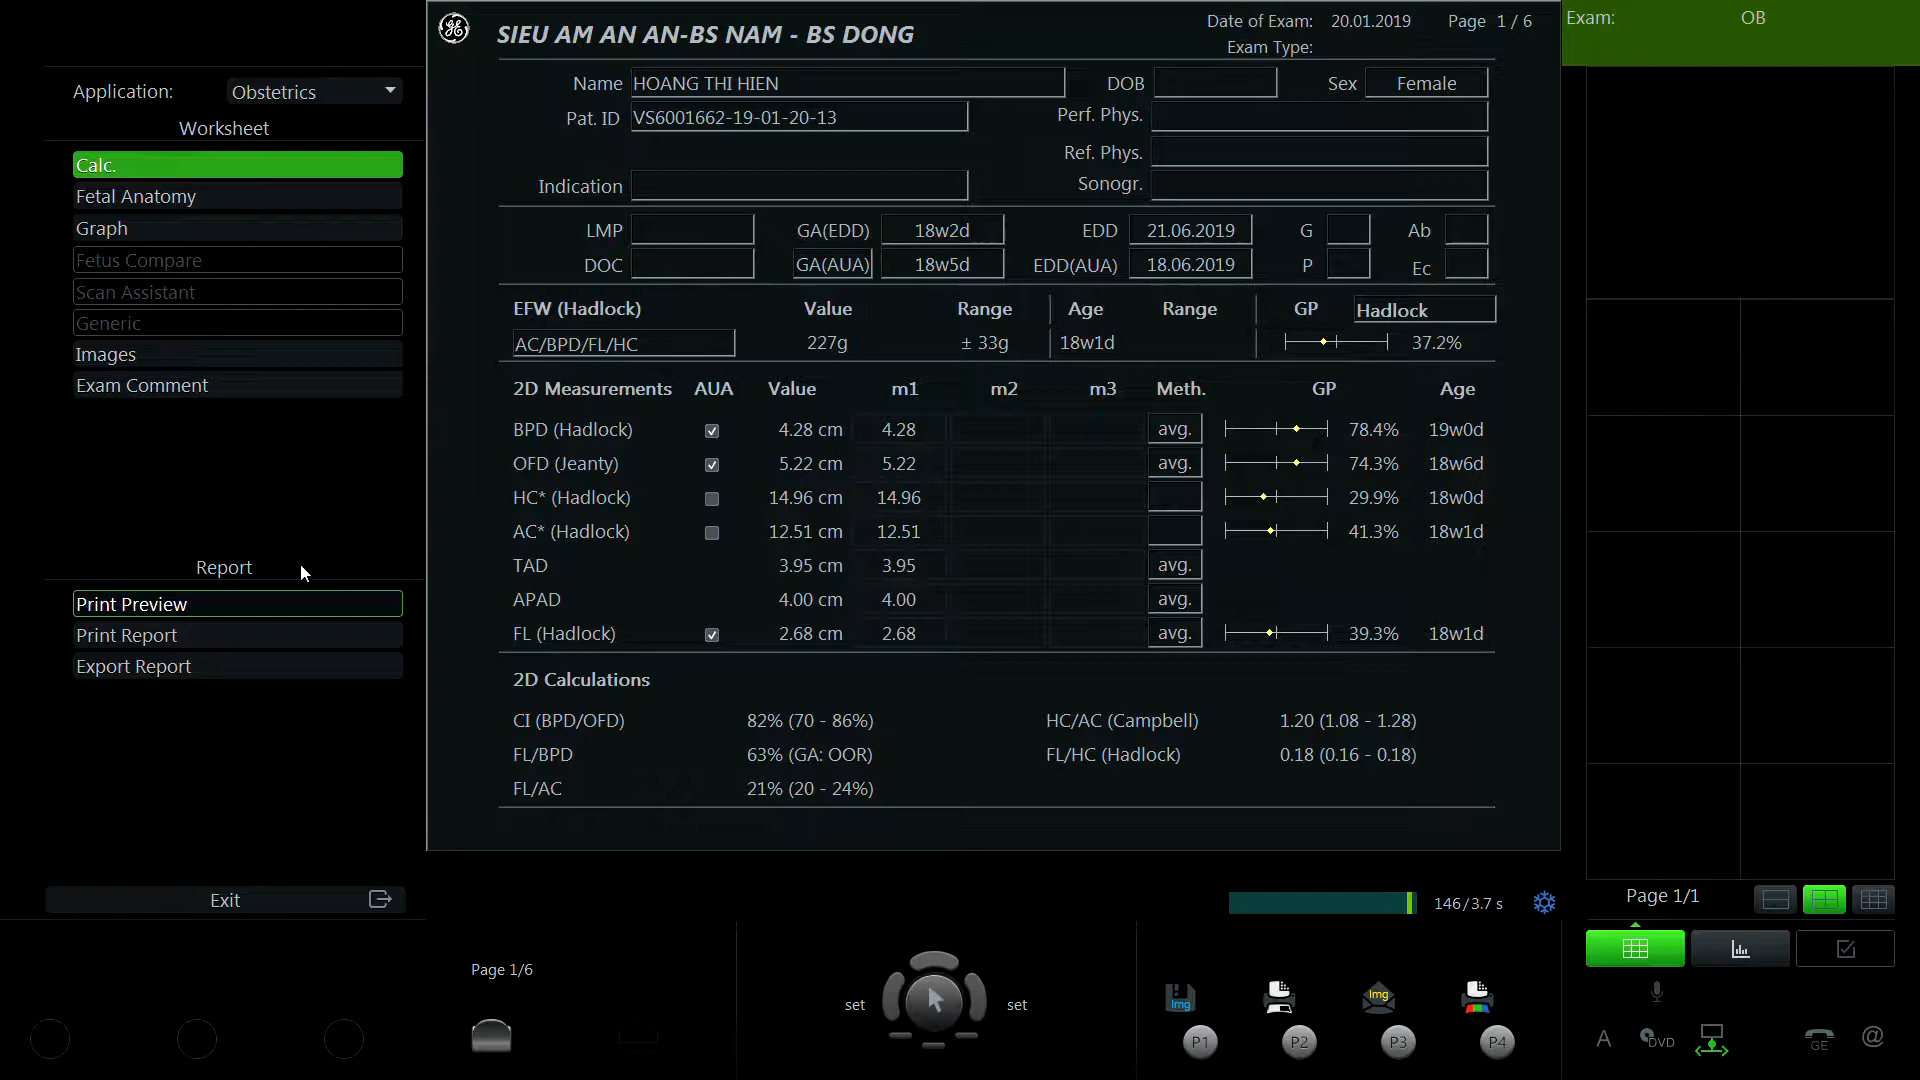 SIEU AM AN AN-BS NAM - BS DONG
Date of Exam: 20.01.2019 Page 1 / 6
Exam Type:
Exam: OB
Application: Obstetrics
Worksheet
Calc.
Fetal Anatomy
Graph
Fetus Compare
Scan Assistant
Generic
Images
Exam Comment
Report
Print Preview
Print Report
Export Report
Exit
Name HOANG THI HIEN DOB Sex Female
Pat. ID VS6001662-19-01-20-13 Perf. Phys.
Ref. Phys.
Indication Sonogr.
LMP GA(EDD) 18w2d EDD 21.06.2019 G Ab
DOC GA(AUA) 18w5d EDD(AUA) 18.06.2019 P Ec
EFW (Hadlock) Value Range Age Range GP Hadlock
AC/BPD/FL/HC 227g ± 33g 18w1d 37.2%
2D Measurements AUA Value m1 m2 m3 Meth. GP Age
BPD (Hadlock) 4.28 cm 4.28 avg. 78.4% 19w0d
OFD (Jeanty) 5.22 cm 5.22 avg. 74.3% 18w6d
HC* (Hadlock) 14.96 cm 14.96 29.9% 18w0d
AC* (Hadlock) 12.51 cm 12.51 41.3% 18w1d
TAD 3.95 cm 3.95 avg.
APAD 4.00 cm 4.00 avg.
FL (Hadlock) 2.68 cm 2.68 avg. 39.3% 18w1d
2D Calculations
CI (BPD/OFD) 82% (70 - 86%) HC/AC (Campbell) 1.20 (1.08 - 1.28)
FL/BPD 63% (GA: OOR) FL/HC (Hadlock) 0.18 (0.16 - 0.18)
FL/AC 21% (20 - 24%)
146/3.7 s
Page 1/1
Page 1/6
set set
Img Img
P1 P2 P3 P4
A DVD GE @